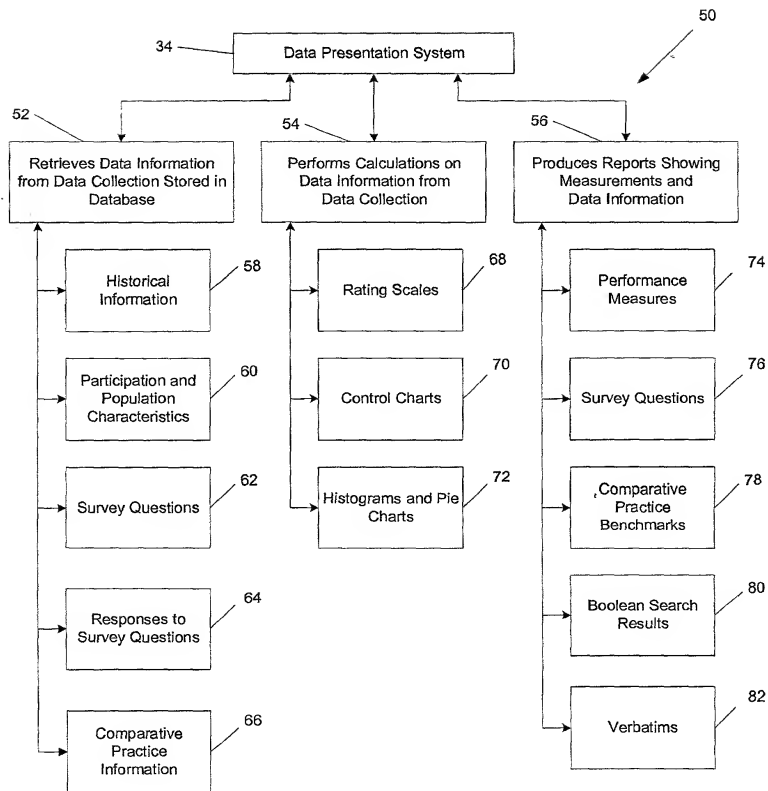 50
34
Data Presentation System
52
Retrieves Data Information
from Data Collection Stored in
Database
54
Performs Calculations on
Data Information from
Data Collection
56
Produces Reports Showing
Measurements and
Data Information
Historical
Information
58
Participation and
Population
Characteristics
60
Survey Questions
62
Responses to
Survey Questions
64
Comparative
Practice
Information
66
Rating Scales
68
Control Charts
70
Histograms and Pie
Charts
72
Performance
Measures
74
Survey Questions
76
Comparative
Practice
Benchmarks
78
Boolean Search
Results
80
Verbatims
82